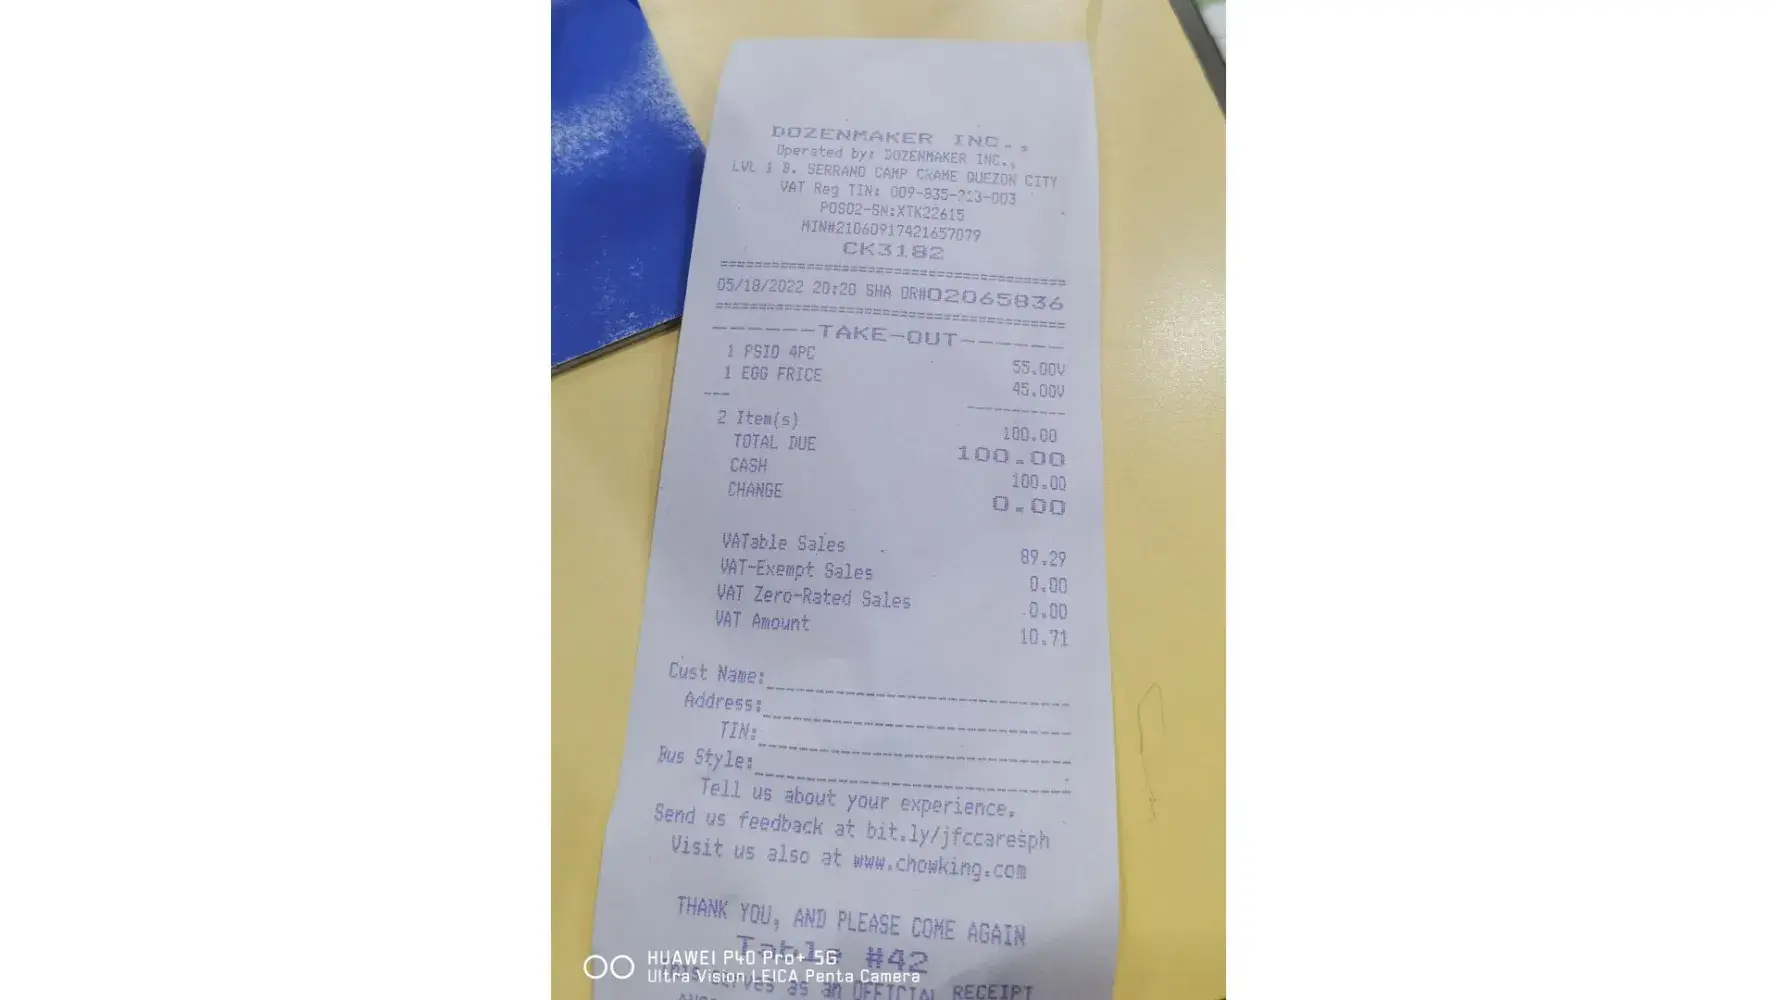 DOZENMAKER INC.,
Operated by: DOZENMAKER INC.,
LVL 1 B. SERRANO CAMP CRAME QUEZON CITY
VAT Reg TIN: 009-835-213-003
POS02-SN:XTK22615
MIN#21060917421657079
CK3182
========================================
05/18/2022 20:20 SHA OR#02065836
========================================
------TAKE-OUT------
1 PSIO 4PC 55.00V
1 EGG FRICE 45.00V
---
2 Item(s) 100.00
TOTAL DUE 100.00
CASH 100.00
CHANGE 0.00
VATable Sales 89.29
VAT-Exempt Sales 0.00
VAT Zero-Rated Sales 0.00
VAT Amount 10.71
Cust Name:
Address:
TIN:
Bus Style:
Tell us about your experience.
Send us feedback at bit.ly/jfccaresph
Visit us also at www.chowking.com
THANK YOU, AND PLEASE COME AGAIN
Table #42
HUAWEI P40 Pro+ 5G
Ultra Vision LEICA Penta Camera
serves as an OFFICIAL RECEIPT